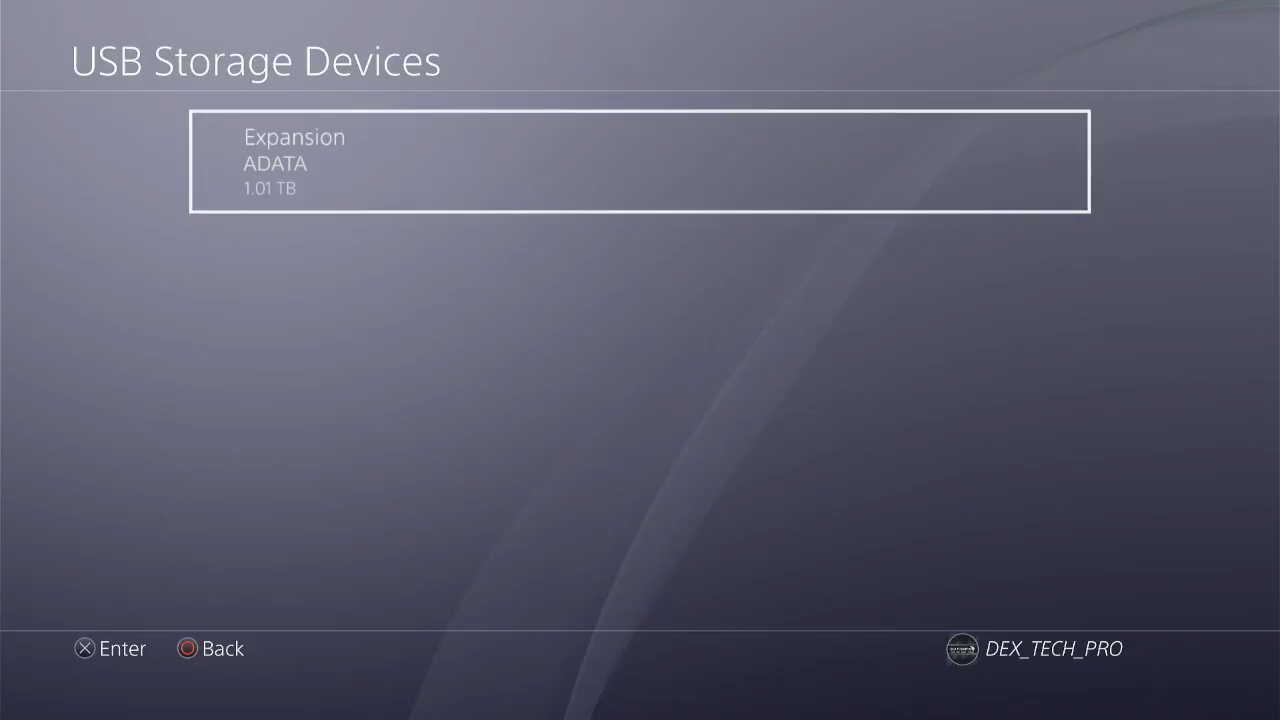 USB Storage Devices
Expansion
ADATA
1.01 TB
Enter Back
DEX_TECH_PRO